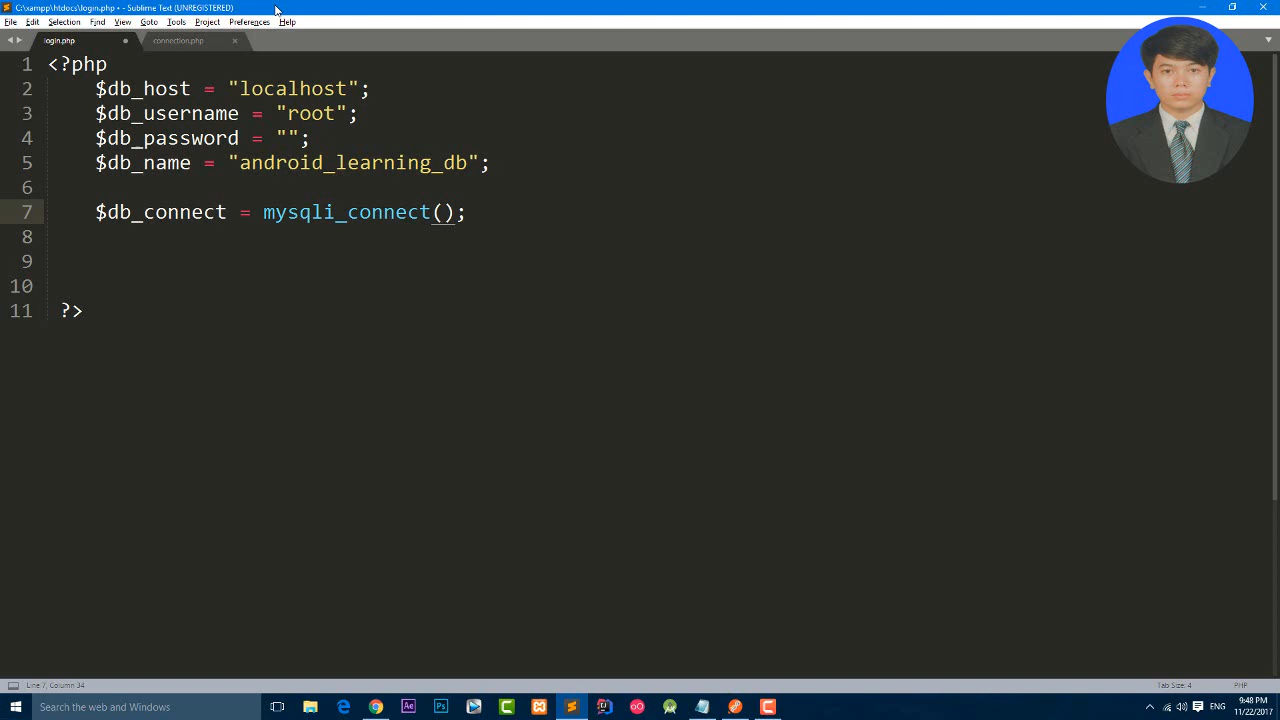 C:\xampp\htdocs\login.php • - Sublime Text (UNREGISTERED)
File Edit Selection Find View Goto Tools Project Preferences Help
login.php connection.php
1 <?php
2 $db_host = "localhost";
3 $db_username = "root";
4 $db_password = "";
5 $db_name = "android_learning_db";
6
7 $db_connect = mysqli_connect();
8
9
10
11 ?>
Line 7, Column 34 Tab Size: 4 PHP
Search the web and Windows Ae Ps ENG 9:48 PM
11/22/2017